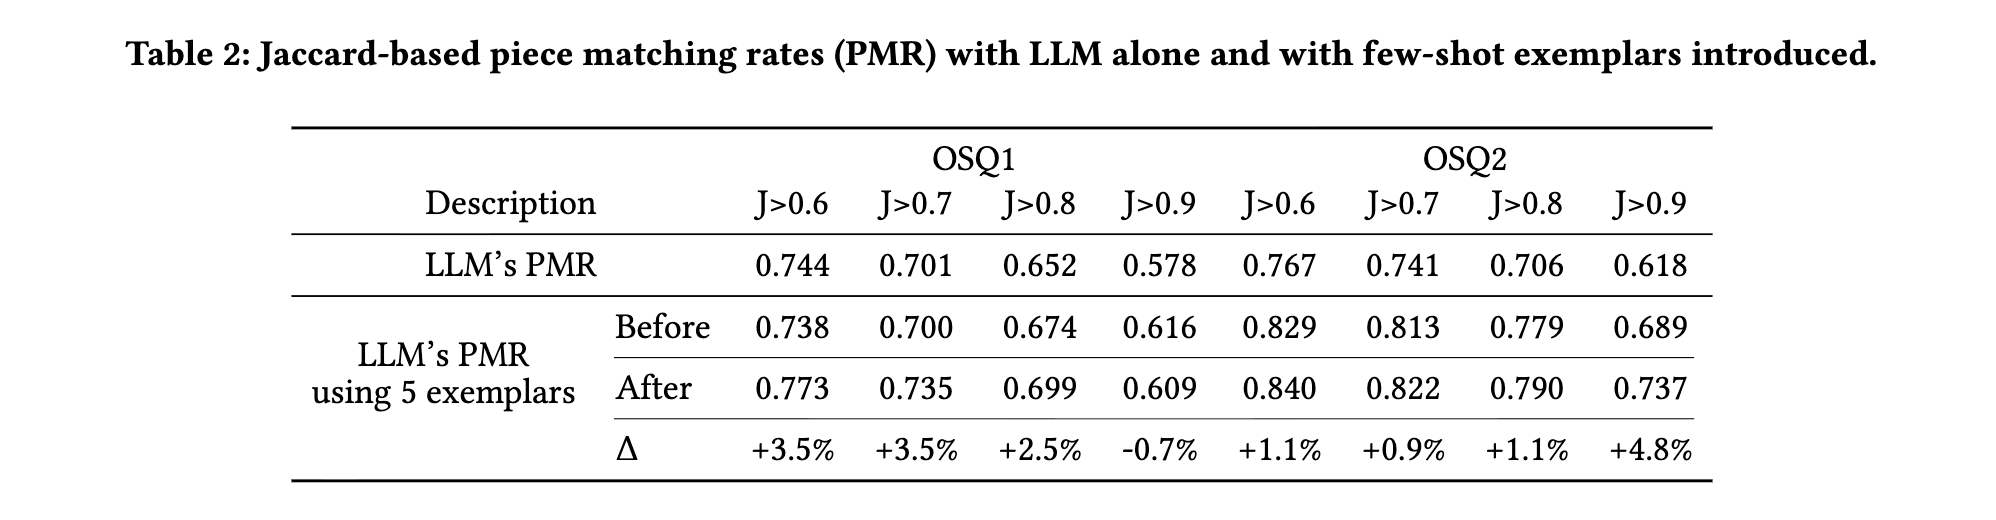 Table 2: Jaccard-based piece matching rates (PMR) with LLM alone and with few-shot exemplars introduced.
OSQ1 OSQ2
Description J>0.6 J>0.7 J>0.8 J>0.9 J>0.6 J>0.7 J>0.8 J>0.9
LLM's PMR 0.744 0.701 0.652 0.578 0.767 0.741 0.706 0.618
LLM's PMR
using 5 exemplars
Before 0.738 0.700 0.674 0.616 0.829 0.813 0.779 0.689
After 0.773 0.735 0.699 0.609 0.840 0.822 0.790 0.737
Δ +3.5% +3.5% +2.5% -0.7% +1.1% +0.9% +1.1% +4.8%